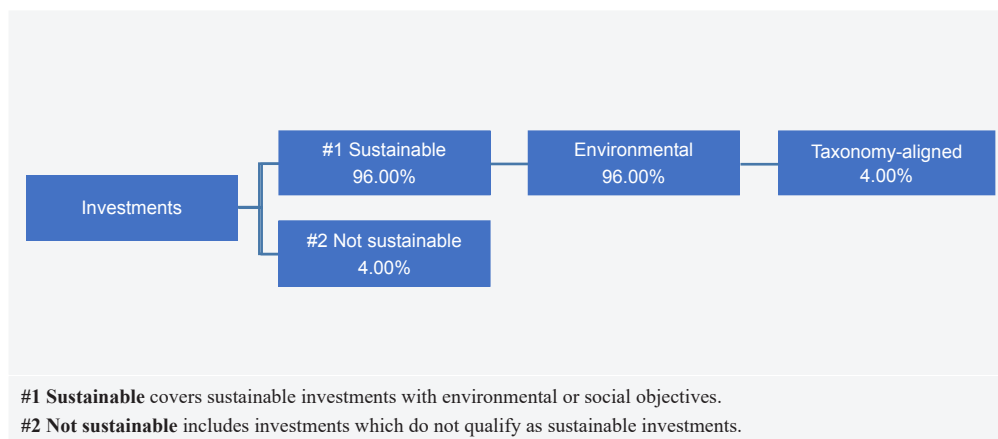 Investments
#1 Sustainable
96.00%
#2 Not sustainable
4.00%
Environmental
96.00%
Taxonomy-aligned
4.00%
#1 Sustainable covers sustainable investments with environmental or social objectives.
#2 Not sustainable includes investments which do not qualify as sustainable investments.